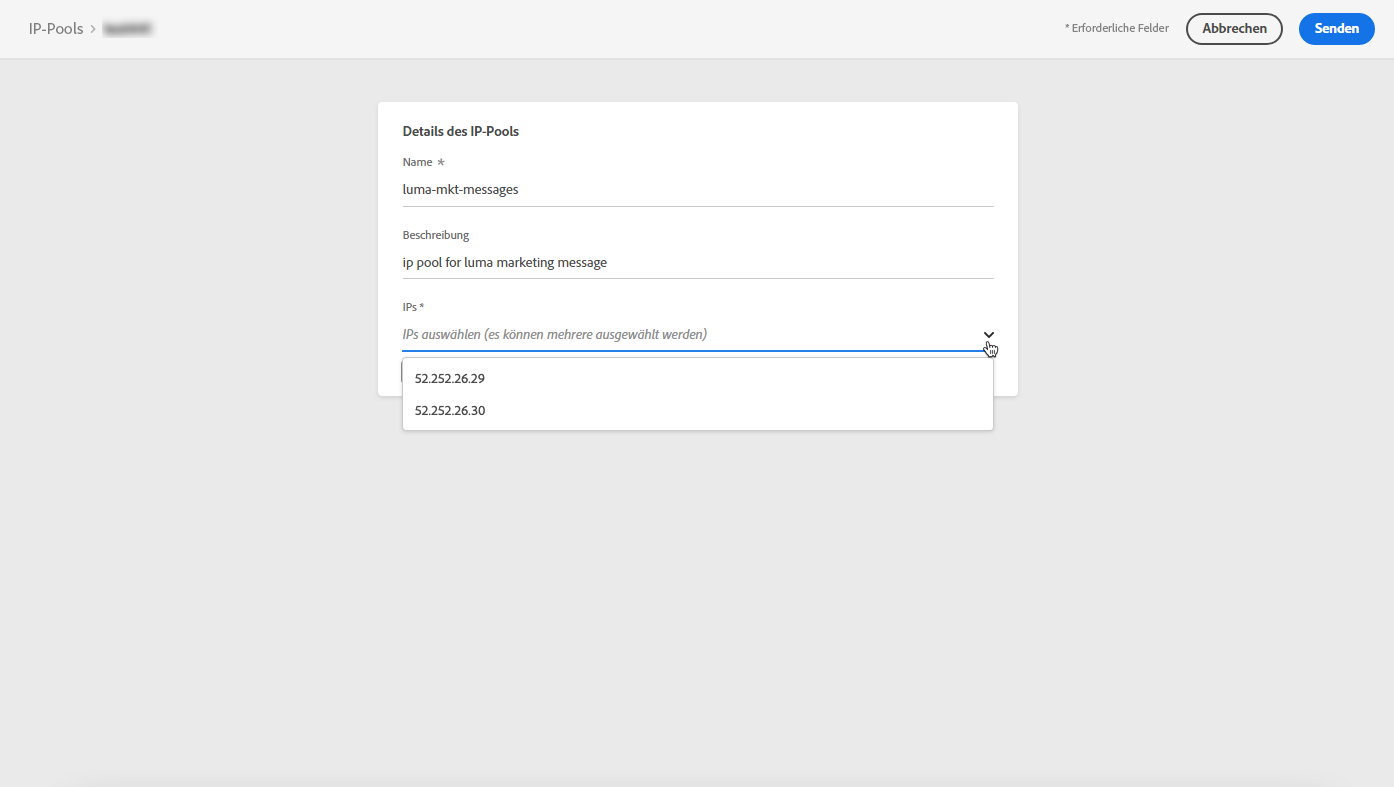 IP-Pools >
* Erforderliche Felder
Abbrechen
Senden
Details des IP-Pools
Name *
luma-mkt-messages
Beschreibung
ip pool for luma marketing message
IPs *
IPs auswählen (es können mehrere ausgewählt werden)
52.252.26.29
52.252.26.30